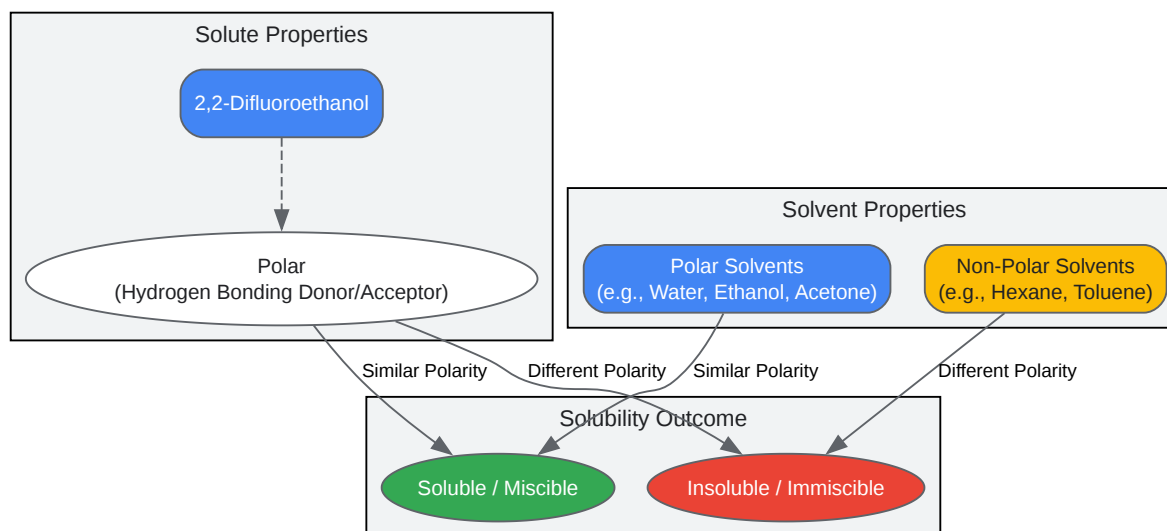 Solute Properties
2,2-Difluoroethanol
Polar
(Hydrogen Bonding Donor/Acceptor)
Solvent Properties
Polar Solvents
(e.g., Water, Ethanol, Acetone)
Non-Polar Solvents
(e.g., Hexane, Toluene)
Similar Polarity
Different Polarity
Similar Polarity
Different Polarity
Solubility Outcome
Soluble / Miscible
Insoluble / Immiscible